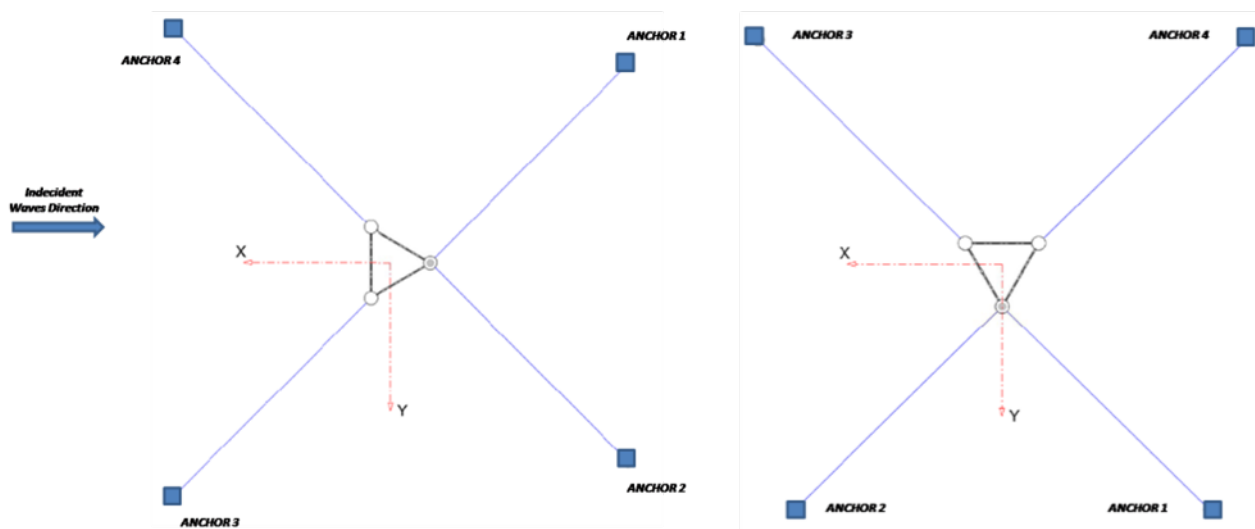 ANCHOR 4
ANCHOR 1
Indecident
Waves Direction
X
Y
ANCHOR 2
ANCHOR 3
ANCHOR 3
ANCHOR 4
X
Y
ANCHOR 2
ANCHOR 1